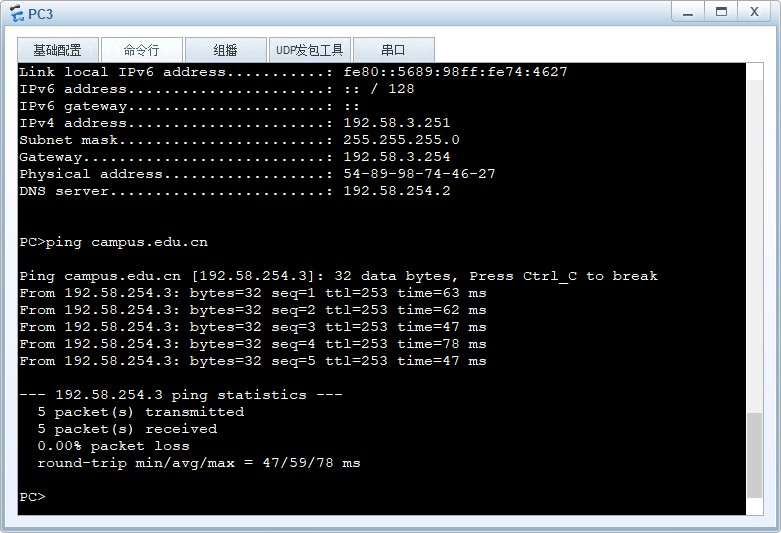 PC3
基础配置 命令行 组播 UDP发包工具 串口
Link local IPv6 address...........: fe80::5689:98ff:fe74:4627
IPv6 address......................: :: / 128
IPv6 gateway......................: ::
IPv4 address......................: 192.58.3.251
Subnet mask.......................: 255.255.255.0
Gateway...........................: 192.58.3.254
Physical address..................: 54-89-98-74-46-27
DNS server........................: 192.58.254.2
PC>ping campus.edu.cn
Ping campus.edu.cn [192.58.254.3]: 32 data bytes, Press Ctrl_C to break
From 192.58.254.3: bytes=32 seq=1 ttl=253 time=63 ms
From 192.58.254.3: bytes=32 seq=2 ttl=253 time=62 ms
From 192.58.254.3: bytes=32 seq=3 ttl=253 time=47 ms
From 192.58.254.3: bytes=32 seq=4 ttl=253 time=78 ms
From 192.58.254.3: bytes=32 seq=5 ttl=253 time=47 ms
--- 192.58.254.3 ping statistics ---
5 packet(s) transmitted
5 packet(s) received
0.00% packet loss
round-trip min/avg/max = 47/59/78 ms
PC>